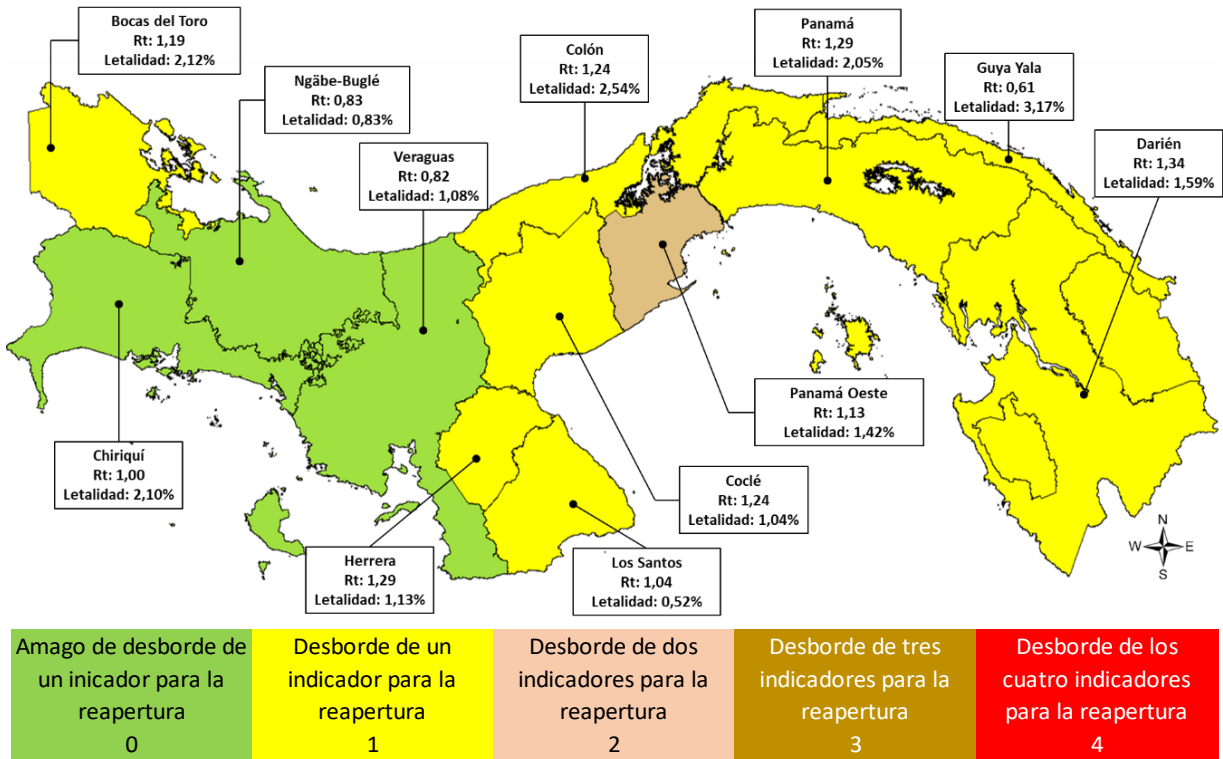 Bocas del Toro
Rt: 1,19
Letalidad: 2,12%
Ngäbe-Buglé
Rt: 0,83
Letalidad: 0,83%
Veraguas
Rt: 0,82
Letalidad: 1,08%
Colón
Rt: 1,24
Letalidad: 2,54%
Panamá
Rt: 1,29
Letalidad: 2,05%
Guya Yala
Rt: 0,61
Letalidad: 3,17%
Darién
Rt: 1,34
Letalidad: 1,59%
Chiriquí
Rt: 1,00
Letalidad: 2,10%
Herrera
Rt: 1,29
Letalidad: 1,13%
Los Santos
Rt: 1,04
Letalidad: 0,52%
Coclé
Rt: 1,24
Letalidad: 1,04%
Panamá Oeste
Rt: 1,13
Letalidad: 1,42%
N
W
E
S
Amago de desborde de
un inicador para la
reapertura
0
Desborde de un
indicador para la
reapertura
1
Desborde de dos
indicadores para la
reapertura
2
Desborde de tres
indicadores para la
reapertura
3
Desborde de los
cuatro indicadores
para la reapertura
4